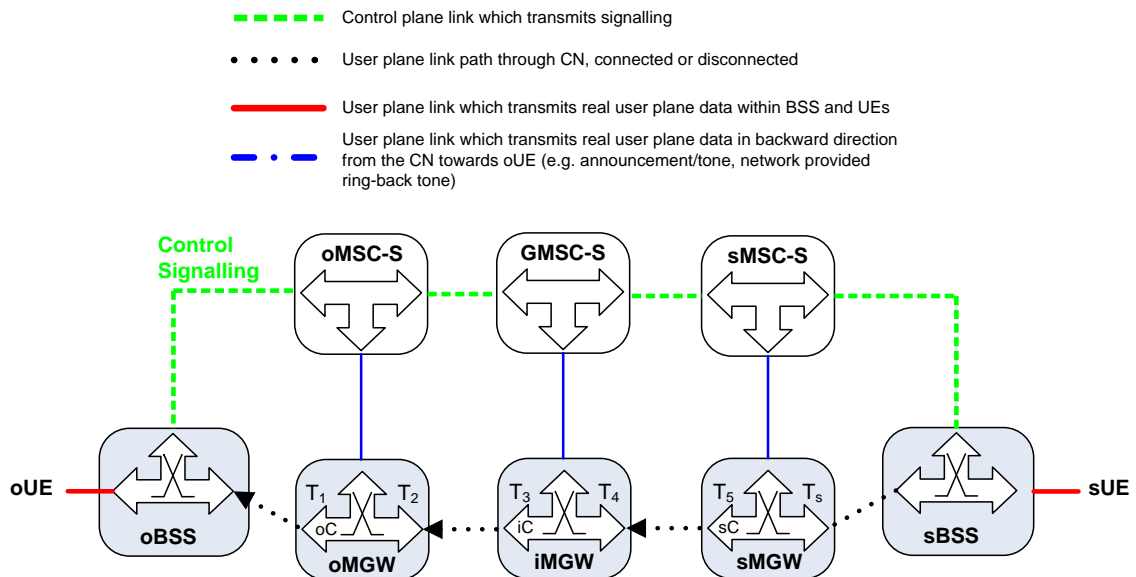 Control plane link which transmits signalling
User plane link path through CN, connected or disconnected
User plane link which transmits real user plane data within BSS and UEs
User plane link which transmits real user plane data in backward direction
from the CN towards oUE (e.g. announcement/tone, network provided
ring-back tone)
Control
Signalling
oMSC-S
GMSC-S
sMSC-S
oUE
oBSS
T1
T2
oC
oMGW
T3
T4
iC
iMGW
T5
Ts
sC
sMGW
sBSS
sUE